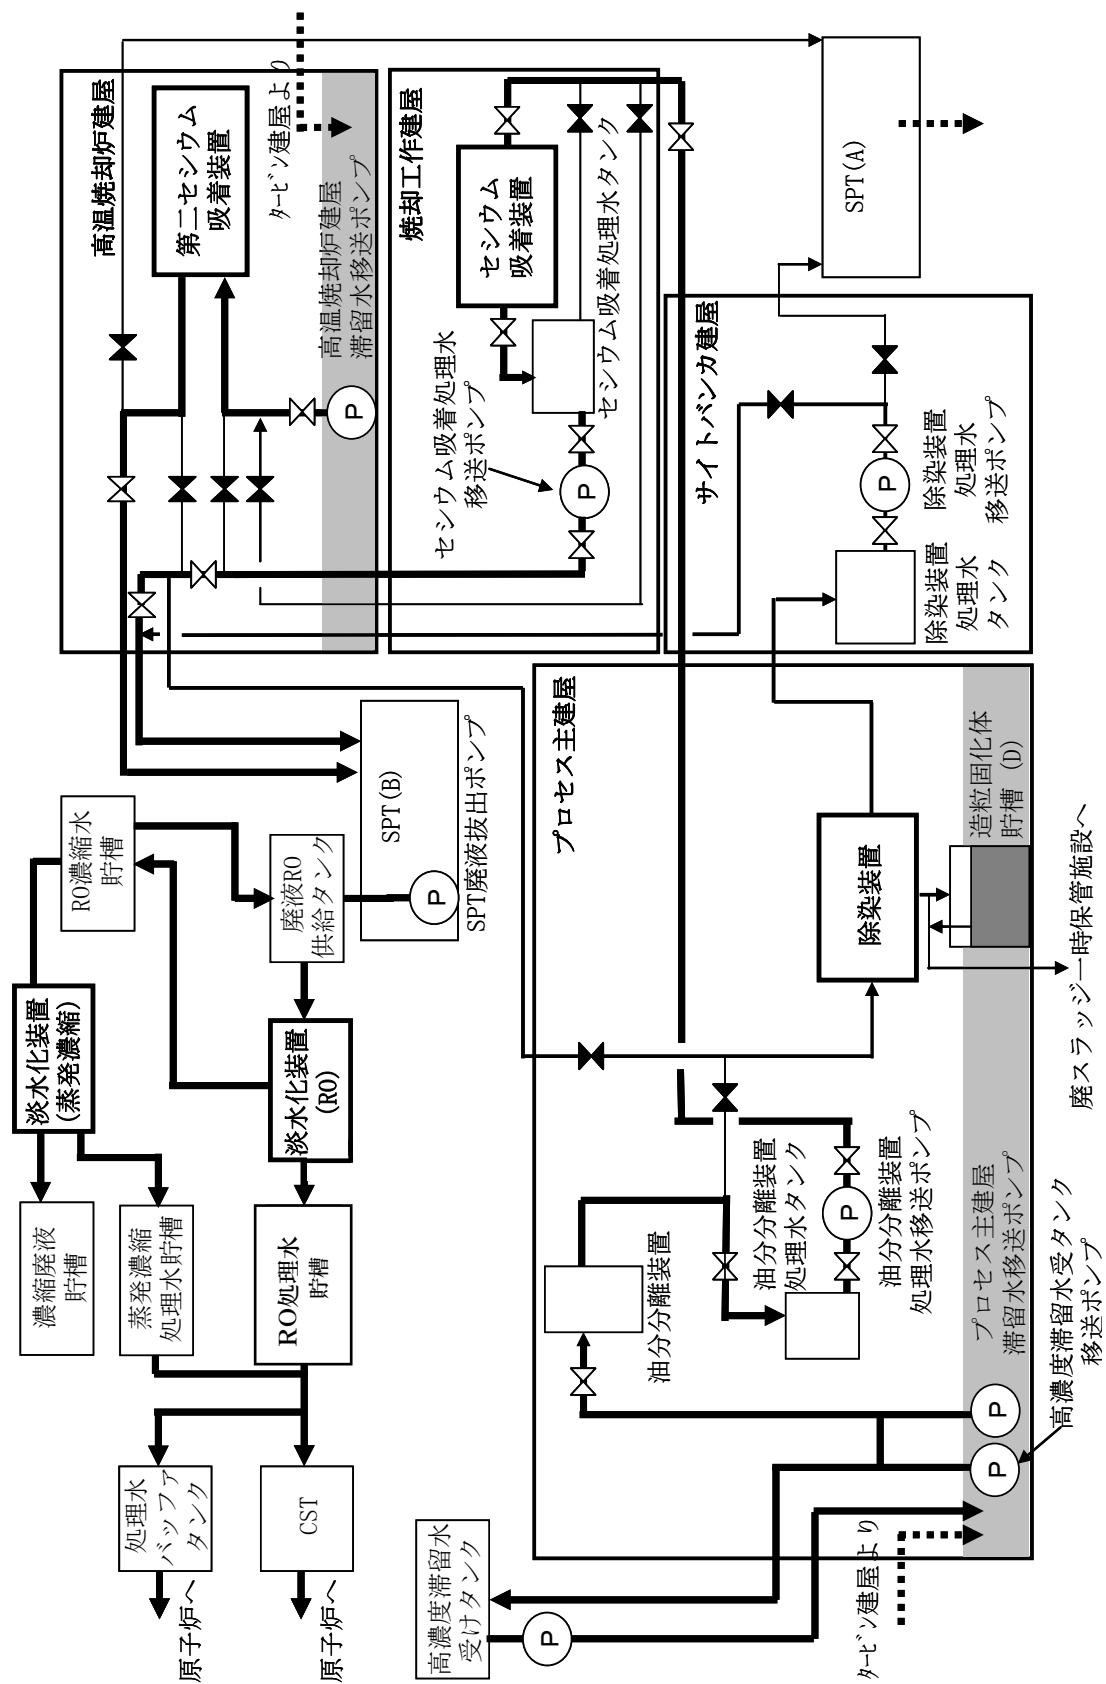 高温焼却炉建屋
第二セシウム
吸着装置
ﾀｰﾋﾞﾝ建屋より
高温焼却炉建屋
滞留水移送ポンプ
P
焼却工作建屋
セシウム
吸着装置
セシウム吸着処理水タンク
セシウム吸着処理水
移送ポンプ
P
SPT(A)
サイトバンカ建屋
P
除染装置
処理水
移送ポンプ
除染装置
処理水
タンク
SPT(B)
P
SPT廃液抜出ポンプ
RO濃縮水
貯槽
廃液RO
供給タンク
淡水化装置
(蒸発濃縮)
淡水化装置
(RO)
濃縮廃液
貯槽
蒸発濃縮
処理水貯槽
RO処理水
貯槽
処理水
バッファ
タンク
CST
原子炉へ
原子炉へ
プロセス主建屋
除染装置
造粒固化体
貯槽(D)
廃スラッジ一時保管施設へ
油分分離装置
油分分離装置
処理水タンク
P
油分分離装置
処理水移送ポンプ
プロセス主建屋
滞留水移送ポンプ
P
P
高濃度滞留水受タンク
移送ポンプ
高濃度滞留水
受けタンク
P
ﾀｰﾋﾞﾝ建屋より